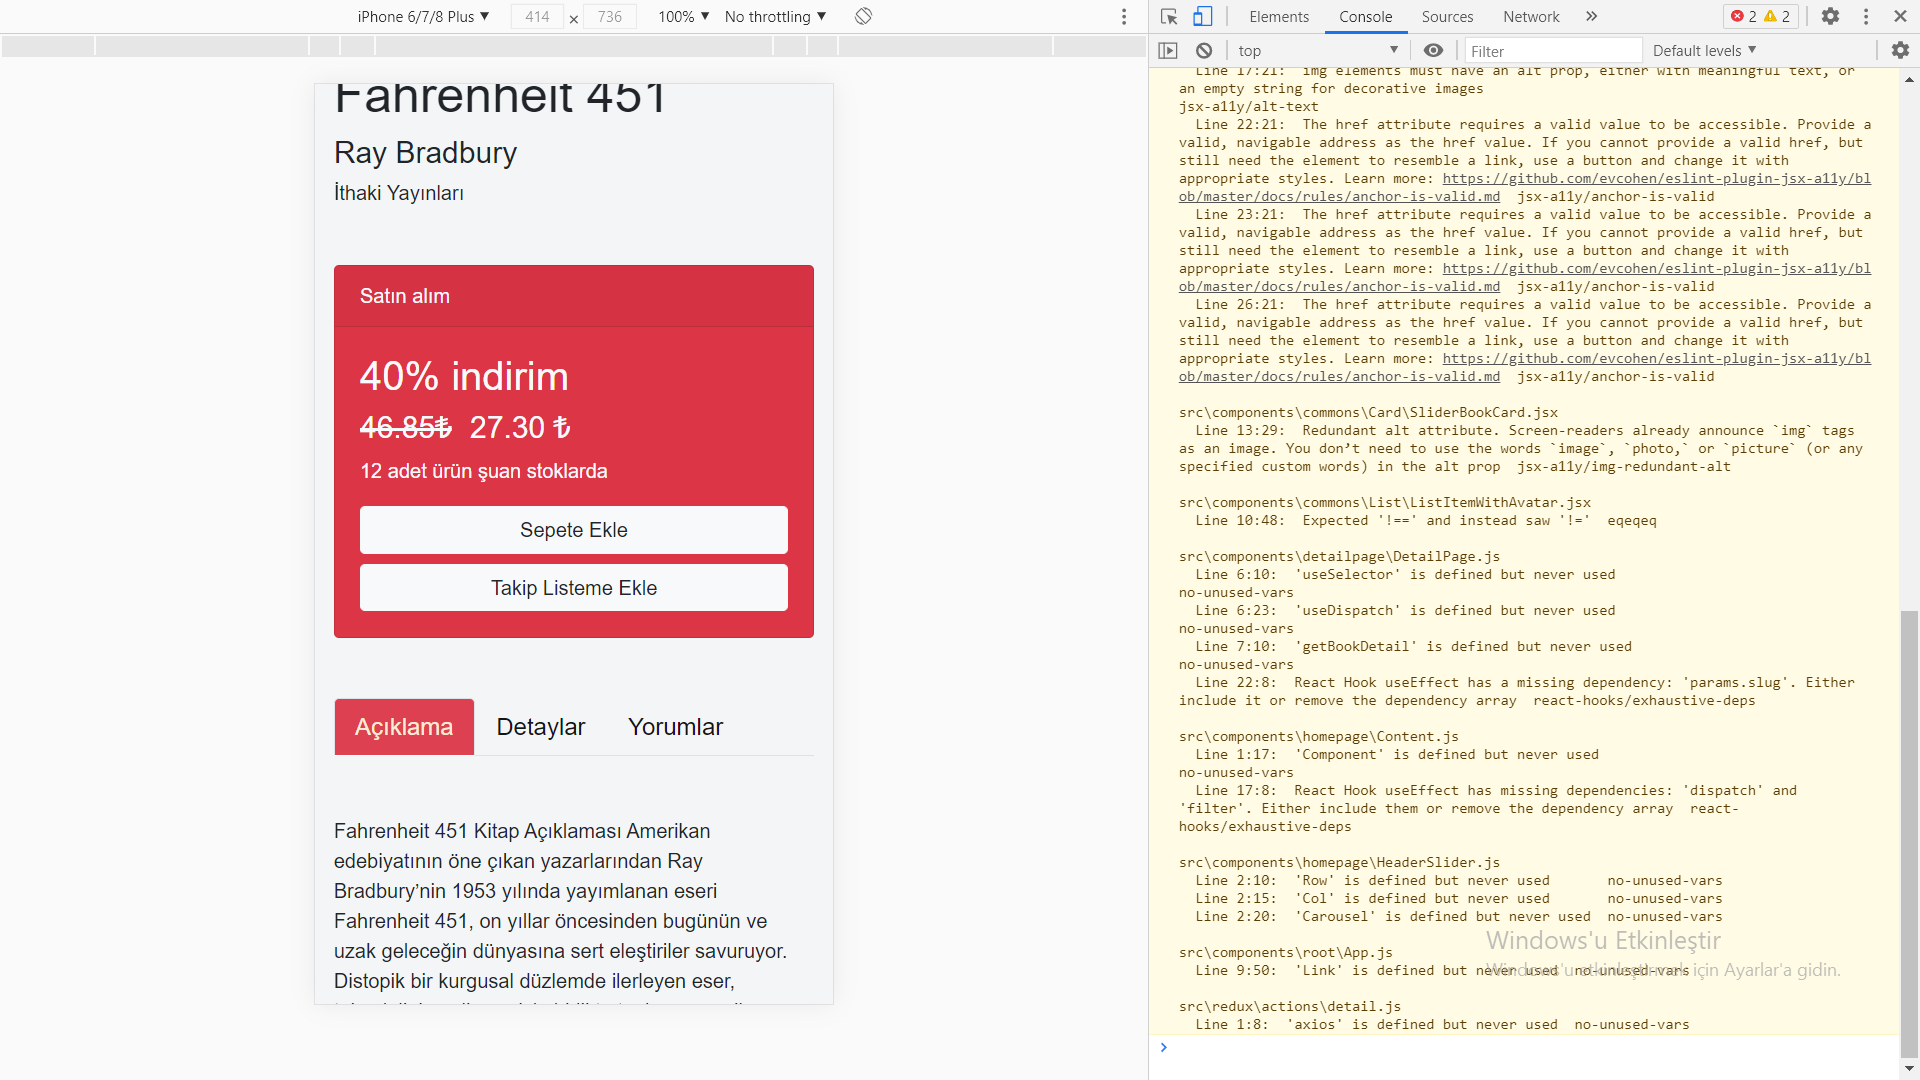 iPhone 6/7/8 Plus ▼ 414 × 736 100% ▼ No throttling ▼
Fahrenheit 451
Ray Bradbury
İthaki Yayınları
Satın alım
40% indirim
46.85₺ 27.30 ₺
12 adet ürün şuan stoklarda
Sepete Ekle
Takip Listeme Ekle
Açıklama Detaylar Yorumlar
Fahrenheit 451 Kitap Açıklaması Amerikan
edebiyatının öne çıkan yazarlarından Ray
Bradbury’nin 1953 yılında yayımlanan eseri
Fahrenheit 451, on yıllar öncesinden bugünün ve
uzak geleceğin dünyasına sert eleştiriler savuruyor.
Distopik bir kurgusal düzlemde ilerleyen eser,
Elements Console Sources Network » 2 2
top ▼ Filter Default levels ▼
Line 17:21: img elements must have an alt prop, either with meaningful text, or
an empty string for decorative images
jsx-a11y/alt-text
Line 22:21: The href attribute requires a valid value to be accessible. Provide a
valid, navigable address as the href value. If you cannot provide a valid href, but
still need the element to resemble a link, use a button and change it with
appropriate styles. Learn more: https://github.com/evcohen/eslint-plugin-jsx-a11y/bl
ob/master/docs/rules/anchor-is-valid.md jsx-a11y/anchor-is-valid
Line 23:21: The href attribute requires a valid value to be accessible. Provide a
valid, navigable address as the href value. If you cannot provide a valid href, but
still need the element to resemble a link, use a button and change it with
appropriate styles. Learn more: https://github.com/evcohen/eslint-plugin-jsx-a11y/bl
ob/master/docs/rules/anchor-is-valid.md jsx-a11y/anchor-is-valid
Line 26:21: The href attribute requires a valid value to be accessible. Provide a
valid, navigable address as the href value. If you cannot provide a valid href, but
still need the element to resemble a link, use a button and change it with
appropriate styles. Learn more: https://github.com/evcohen/eslint-plugin-jsx-a11y/bl
ob/master/docs/rules/anchor-is-valid.md jsx-a11y/anchor-is-valid
src\components\commons\Card\SliderBookCard.jsx
Line 13:29: Redundant alt attribute. Screen-readers already announce `img` tags
as an image. You don’t need to use the words `image`, `photo,` or `picture` (or any
specified custom words) in the alt prop jsx-a11y/img-redundant-alt
src\components\commons\List\ListItemWithAvatar.jsx
Line 10:48: Expected '!==' and instead saw '!=' eqeqeq
src\components\detailpage\DetailPage.js
Line 6:10: 'useSelector' is defined but never used
no-unused-vars
Line 6:23: 'useDispatch' is defined but never used
no-unused-vars
Line 7:10: 'getBookDetail' is defined but never used
no-unused-vars
Line 22:8: React Hook useEffect has a missing dependency: 'params.slug'. Either
include it or remove the dependency array react-hooks/exhaustive-deps
src\components\homepage\Content.js
Line 1:17: 'Component' is defined but never used
no-unused-vars
Line 17:8: React Hook useEffect has missing dependencies: 'dispatch' and
'filter'. Either include them or remove the dependency array react-
hooks/exhaustive-deps
src\components\homepage\HeaderSlider.js
Line 2:10: 'Row' is defined but never used no-unused-vars
Line 2:15: 'Col' is defined but never used no-unused-vars
Line 2:20: 'Carousel' is defined but never used no-unused-vars
Windows'u Etkinleştir
src\components\root\App.js
Line 9:50: 'Link' is defined but never used no-unused-vars
Windows'u etkinleştirmek için Ayarlar'a gidin.
src\redux\actions\detail.js
Line 1:8: 'axios' is defined but never used no-unused-vars